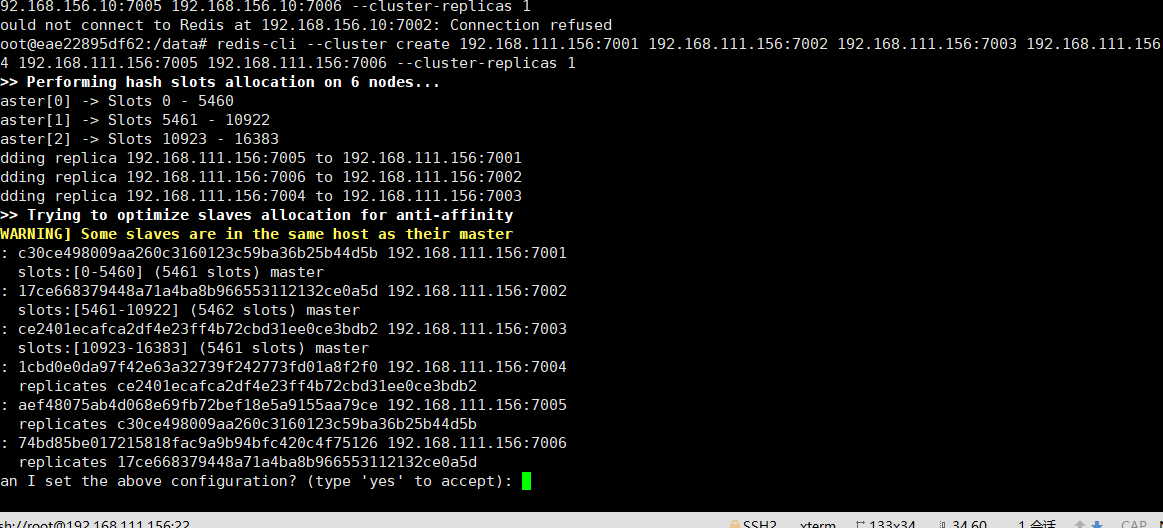 92.168.156.10:7005 192.168.156.10:7006 --cluster-replicas 1
ould not connect to Redis at 192.168.156.10:7002: Connection refused
oot@eae22895df62:/data# redis-cli --cluster create 192.168.111.156:7001 192.168.111.156:7002 192.168.111.156:7003 192.168.111.156
4 192.168.111.156:7005 192.168.111.156:7006 --cluster-replicas 1
>> Performing hash slots allocation on 6 nodes...
aster[0] -> Slots 0 - 5460
aster[1] -> Slots 5461 - 10922
aster[2] -> Slots 10923 - 16383
dding replica 192.168.111.156:7005 to 192.168.111.156:7001
dding replica 192.168.111.156:7006 to 192.168.111.156:7002
dding replica 192.168.111.156:7004 to 192.168.111.156:7003
>> Trying to optimize slaves allocation for anti-affinity
WARNING] Some slaves are in the same host as their master
: c30ce498009aa260c3160123c59ba36b25b44d5b 192.168.111.156:7001
slots:[0-5460] (5461 slots) master
: 17ce668379448a71a4ba8b966553112132ce0a5d 192.168.111.156:7002
slots:[5461-10922] (5462 slots) master
: ce2401ecafca2df4e23ff4b72cbd31ee0ce3bdb2 192.168.111.156:7003
slots:[10923-16383] (5461 slots) master
: 1cbd0e0da97f42e63a32739f242773fd01a8f2f0 192.168.111.156:7004
replicates ce2401ecafca2df4e23ff4b72cbd31ee0ce3bdb2
: aef48075ab4d068e69fb72bef18e5a9155aa79ce 192.168.111.156:7005
replicates c30ce498009aa260c3160123c59ba36b25b44d5b
: 74bd85be017215818fac9a9b94bfc420c4f75126 192.168.111.156:7006
replicates 17ce668379448a71a4ba8b966553112132ce0a5d
an I set the above configuration? (type 'yes' to accept):
sh://root@192.168.111.156:22 SSH2 xterm 133x34 34,60 1 会话 CAP